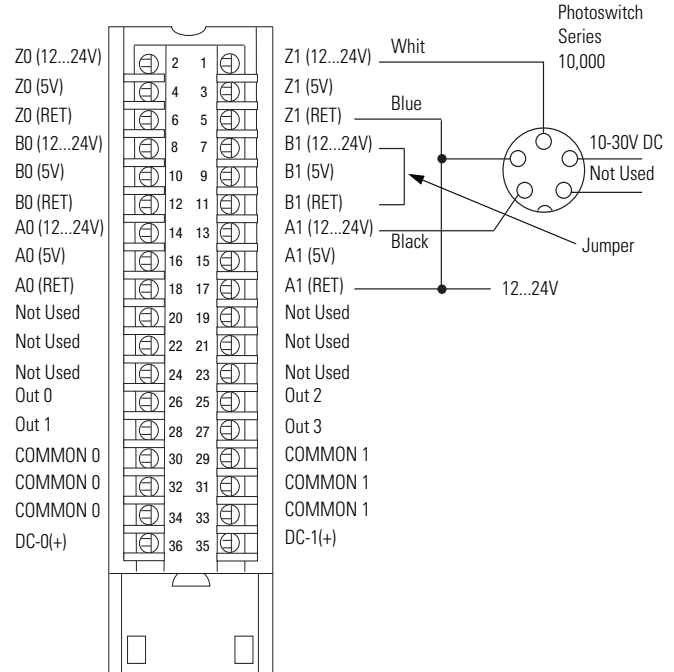 Photoswitch
Series
10,000
Z0 (12...24V) 2 1 Z1 (12...24V) Whit
Z0 (5V) 4 3 Z1 (5V)
Z0 (RET) 6 5 Z1 (RET) Blue
B0 (12...24V) 8 7 B1 (12...24V) 10-30V DC
B0 (5V) 10 9 B1 (5V) Not Used
B0 (RET) 12 11 B1 (RET)
A0 (12...24V) 14 13 A1 (12...24V) Black Jumper
A0 (5V) 16 15 A1 (5V)
A0 (RET) 18 17 A1 (RET) 12...24V
Not Used 20 19 Not Used
Not Used 22 21 Not Used
Not Used 24 23 Not Used
Out 0 26 25 Out 2
Out 1 28 27 Out 3
COMMON 0 30 29 COMMON 1
COMMON 0 32 31 COMMON 1
COMMON 0 34 33 COMMON 1
DC-0(+) 36 35 DC-1(+)